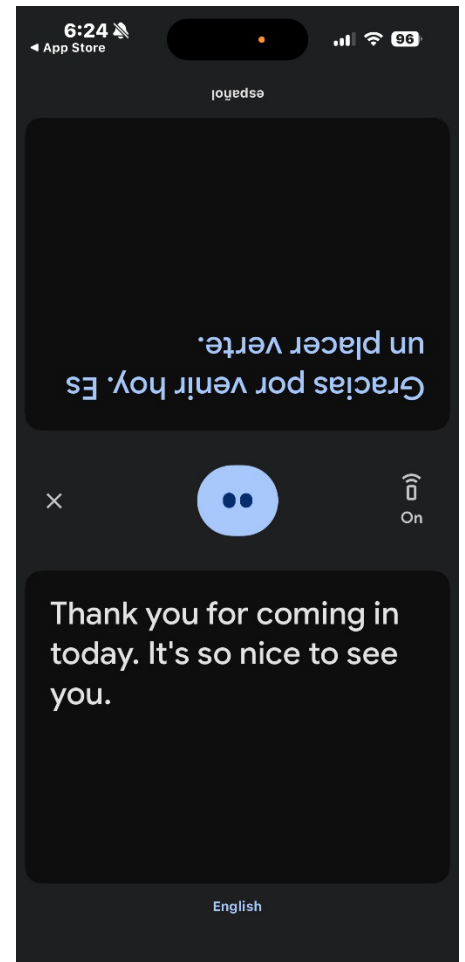 6:24
◀ App Store
96
español
Gracias por venir hoy. Es
un placer verte.
On
Thank you for coming in
today. It's so nice to see
you.
English